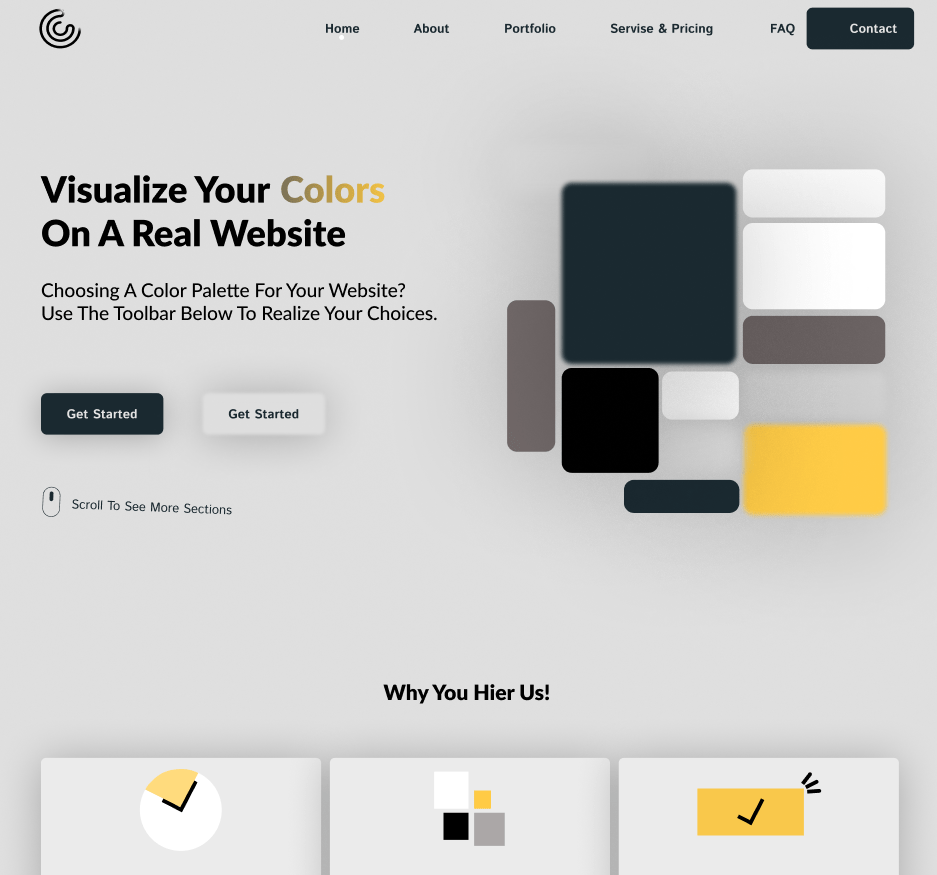 Home
About
Portfolio
Servise & Pricing
FAQ
Contact
Visualize Your Colors
On A Real Website
Choosing A Color Palette For Your Website?
Use The Toolbar Below To Realize Your Choices.
Get Started
Get Started
Scroll To See More Sections
Why You Hier Us!